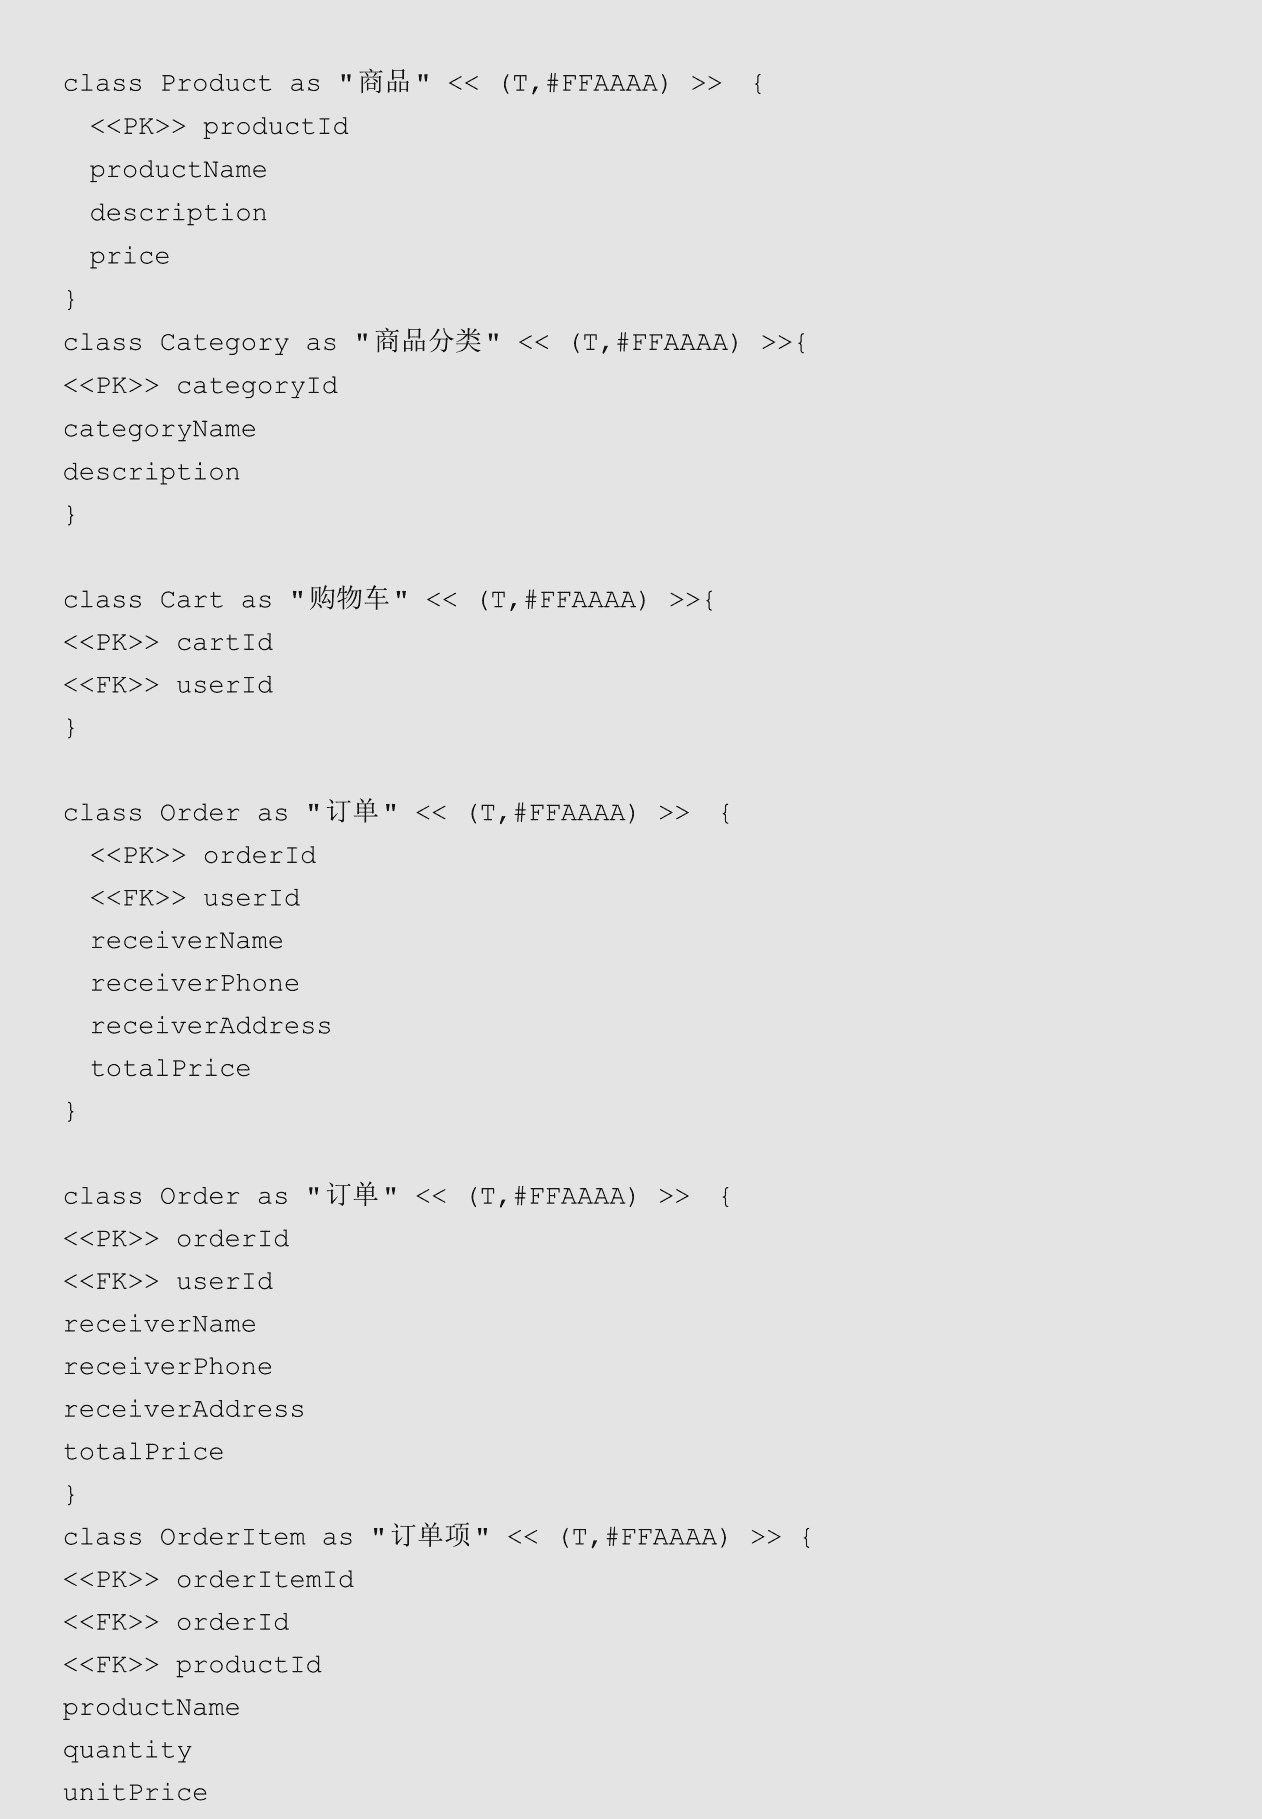 class Product as "商品" << (T,#FFAAAA) >>  {
  <<PK>> productId
  productName
  description
  price
}
class Category as "商品分类" << (T,#FFAAAA) >>{
<<PK>> categoryId
categoryName
description
}

class Cart as "购物车" << (T,#FFAAAA) >>{
<<PK>> cartId
<<FK>> userId
}

class Order as "订单" << (T,#FFAAAA) >>  {
  <<PK>> orderId
  <<FK>> userId
  receiverName
  receiverPhone
  receiverAddress
  totalPrice
}

class Order as "订单" << (T,#FFAAAA) >>  {
<<PK>> orderId
<<FK>> userId
receiverName
receiverPhone
receiverAddress
totalPrice
}
class OrderItem as "订单项" << (T,#FFAAAA) >> {
<<PK>> orderItemId
<<FK>> orderId
<<FK>> productId
productName
quantity
unitPrice